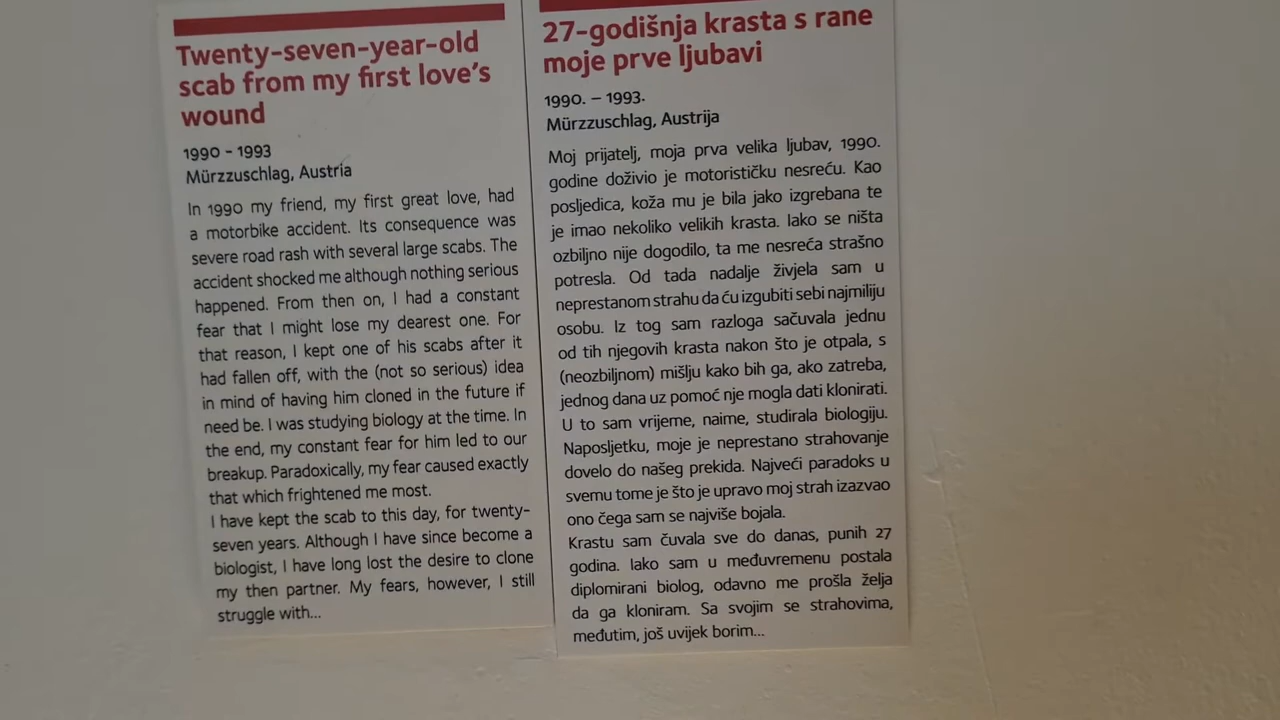 Twenty-seven-year-old
scab from my first love's
wound
1990 - 1993
Mürzzuschlag, Austria
In 1990 my friend, my first great love, had
a motorbike accident. Its consequence was
severe road rash with several large scabs. The
accident shocked me although nothing serious
happened. From then on, I had a constant
fear that I might lose my dearest one. For
that reason, I kept one of his scabs after it
had fallen off, with the (not so serious) idea
in mind of having him cloned in the future if
need be. I was studying biology at the time. In
the end, my constant fear for him led to our
breakup. Paradoxically, my fear caused exactly
that which frightened me most.
I have kept the scab to this day, for twenty-
seven years. Although I have since become a
biologist, I have long lost the desire to clone
my then partner. My fears, however, I still
struggle with...
27-godišnja krasta s rane
moje prve ljubavi
1990. – 1993.
Mürzzuschlag, Austrija
Moj prijatelj, moja prva velika ljubav, 1990.
godine doživio je motorističku nesreću. Kao
posljedica, koža mu je bila jako izgrebana te
je imao nekoliko velikih krasta. Iako se ništa
ozbiljno nije dogodilo, ta me nesreća strašno
potresla. Od tada nadalje živjela sam u
neprestanom strahu da ću izgubiti sebi najmiliju
osobu. Iz tog sam razloga sačuvala jednu
od tih njegovih krasta nakon što je otpala, s
(neozbiljnom) mišlju kako bih ga, ako zatreba,
jednog dana uz pomoć nje mogla dati klonirati.
U to sam vrijeme, naime, studirala biologiju.
Naposljetku, moje je neprestano strahovanje
dovelo do našeg prekida. Najveći paradoks u
svemu tome je što je upravo moj strah izazvao
ono čega sam se najviše bojala.
Krastu sam čuvala sve do danas, punih 27
godina. Iako sam u međuvremenu postala
diplomirani biolog, odavno me prošla želja
da ga kloniram. Sa svojim se strahovima,
međutim, još uvijek borim...